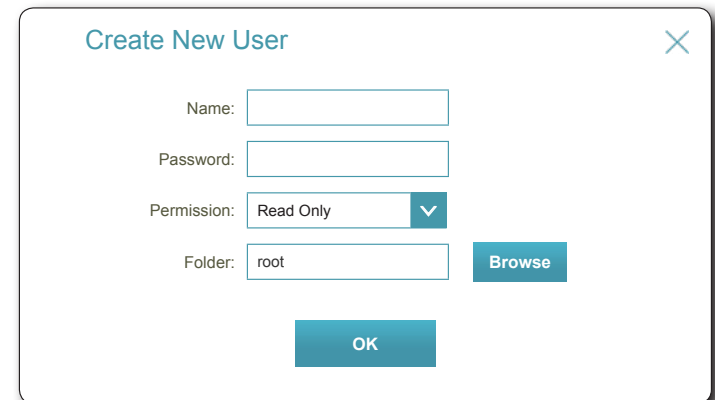 Create New User
Name:
Password:
Permission: Read Only
Folder: root Browse
OK